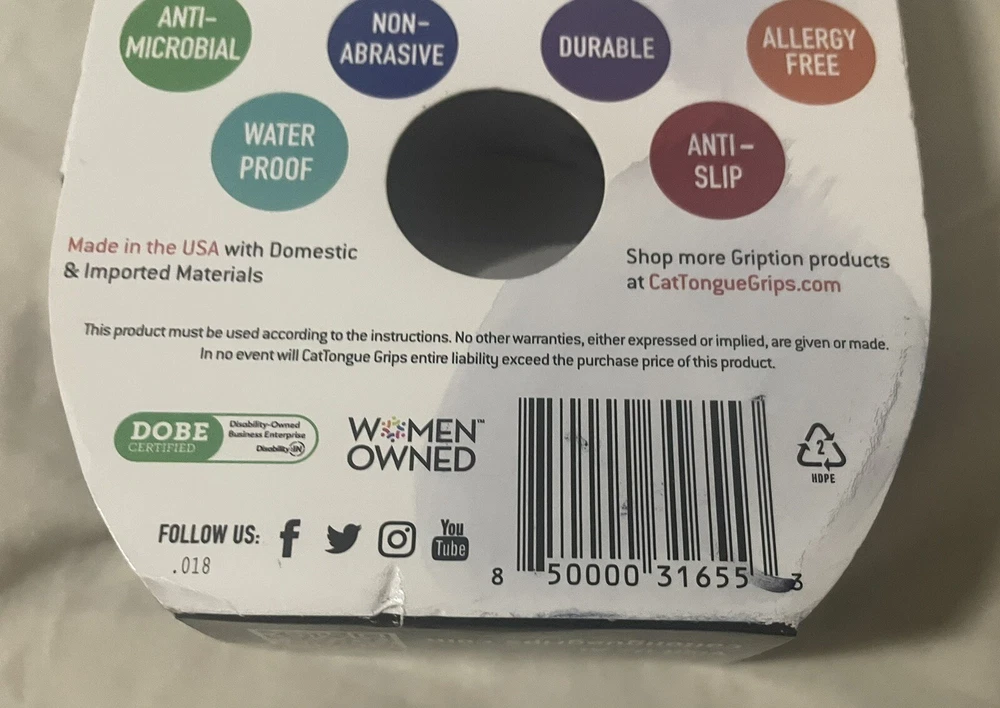 ANTI-
MICROBIAL
NON-
ABRASIVE
DURABLE
ALLERGY
FREE
WATER
PROOF
ANTI-
SLIP
Made in the USA with Domestic
& Imported Materials
Shop more Gription products
at CatTongueGrips.com
This product must be used according to the instructions. No other warranties, either expressed or implied, are given or made.
In no event will CatTongue Grips entire liability exceed the purchase price of this product.
DOBE
CERTIFIED
Disability-Owned
Business Enterprise
Disability:IN
WOMEN™
OWNED
2
HDPE
FOLLOW US:
You
Tube
.018
8 50000 31655 3